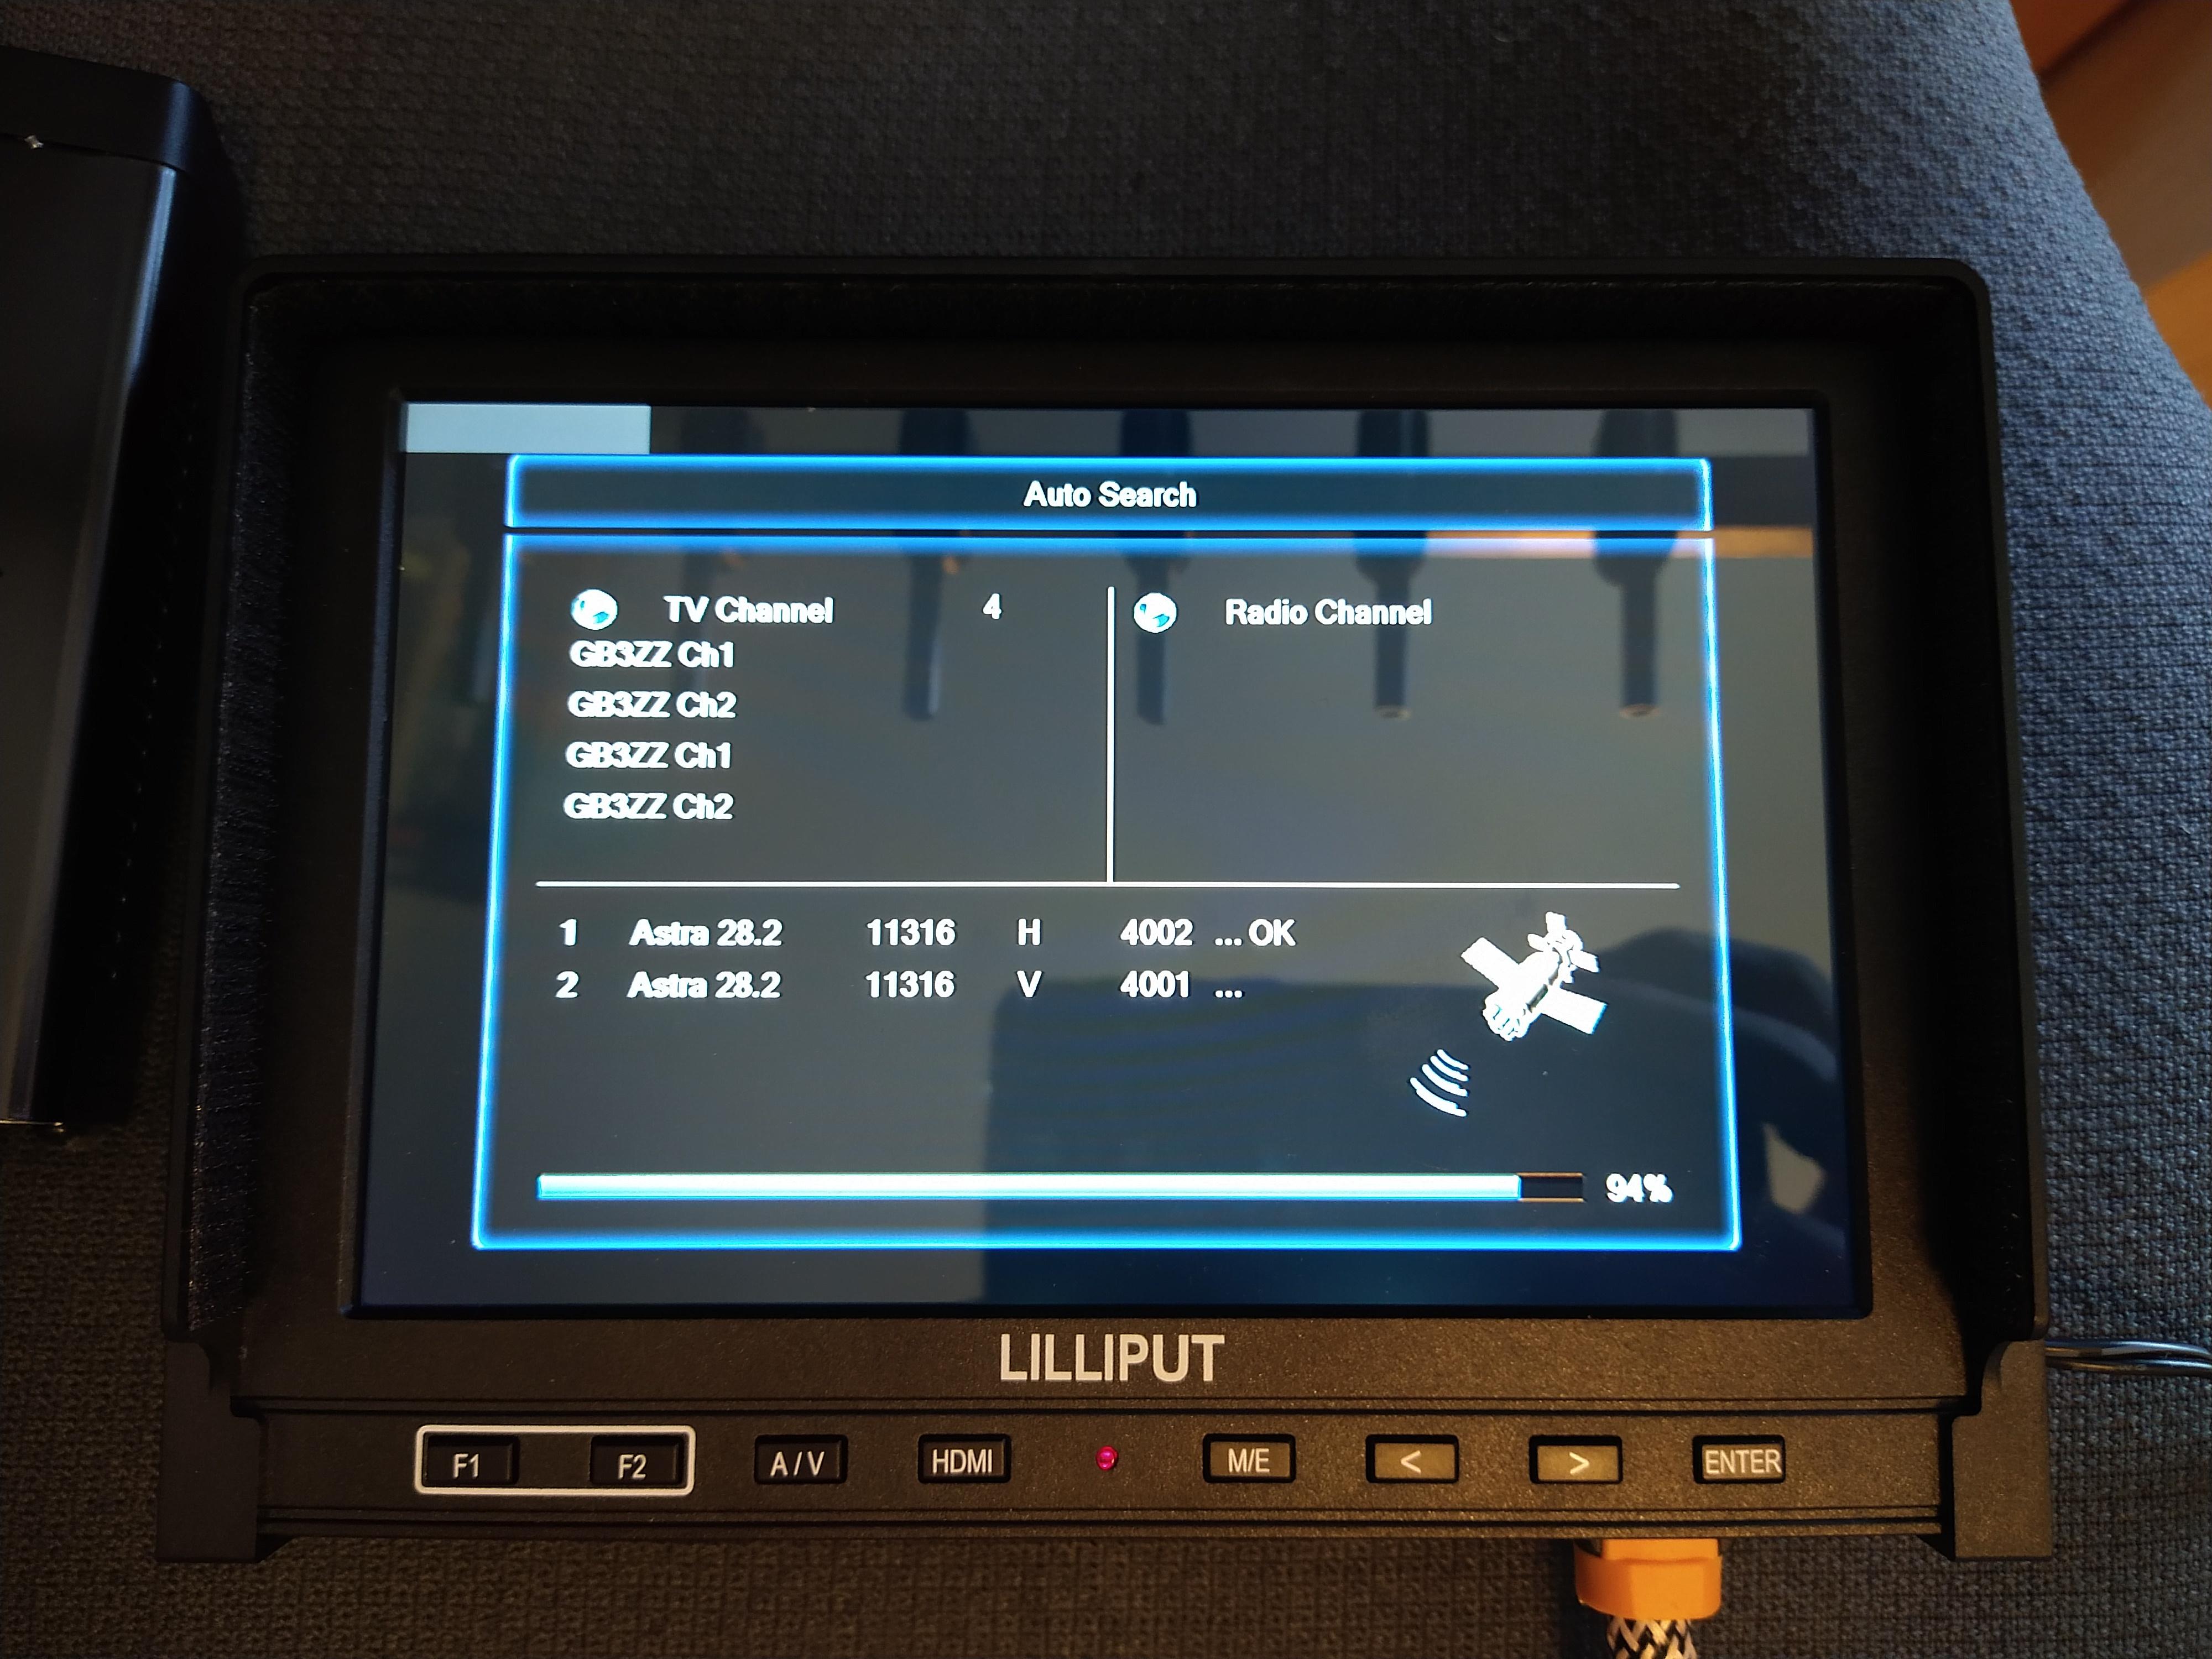 Auto Search
TV Channel 4
GB3ZZ Ch1
GB3ZZ Ch2
GB3ZZ Ch1
GB3ZZ Ch2
Radio Channel
1 Astra 28.2 11316 H 4002 ... OK
2 Astra 28.2 11316 V 4001 ...
94%
LILLIPUT
F1 F2 A/V HDMI M/E < > ENTER